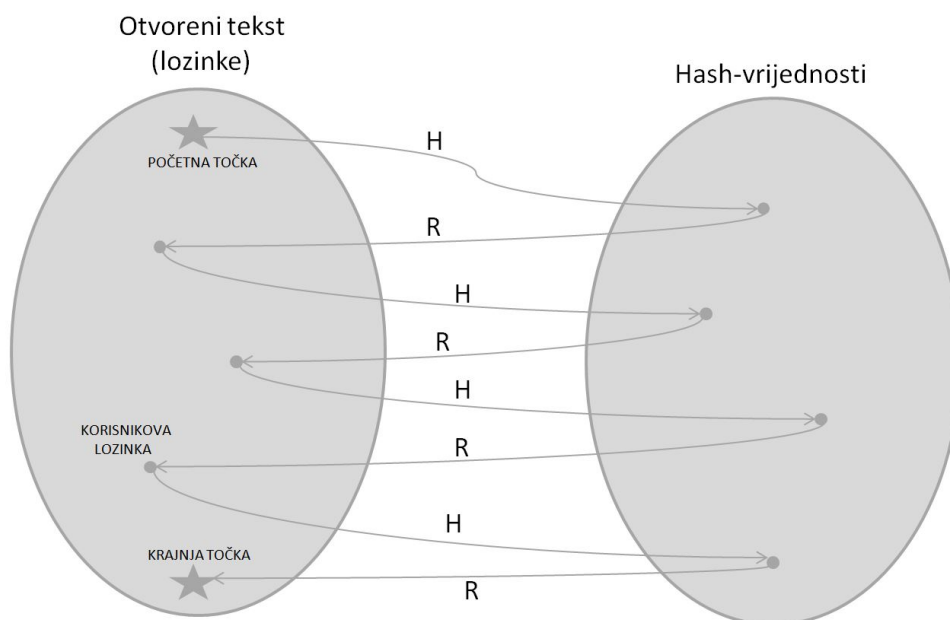 Otvoreni tekst
(lozinke)
Hash-vrijednosti
POČETNA TOČKA
H
R
H
R
H
KORISNIKOVA
LOZINKA
R
H
KRAJNJA TOČKA
R